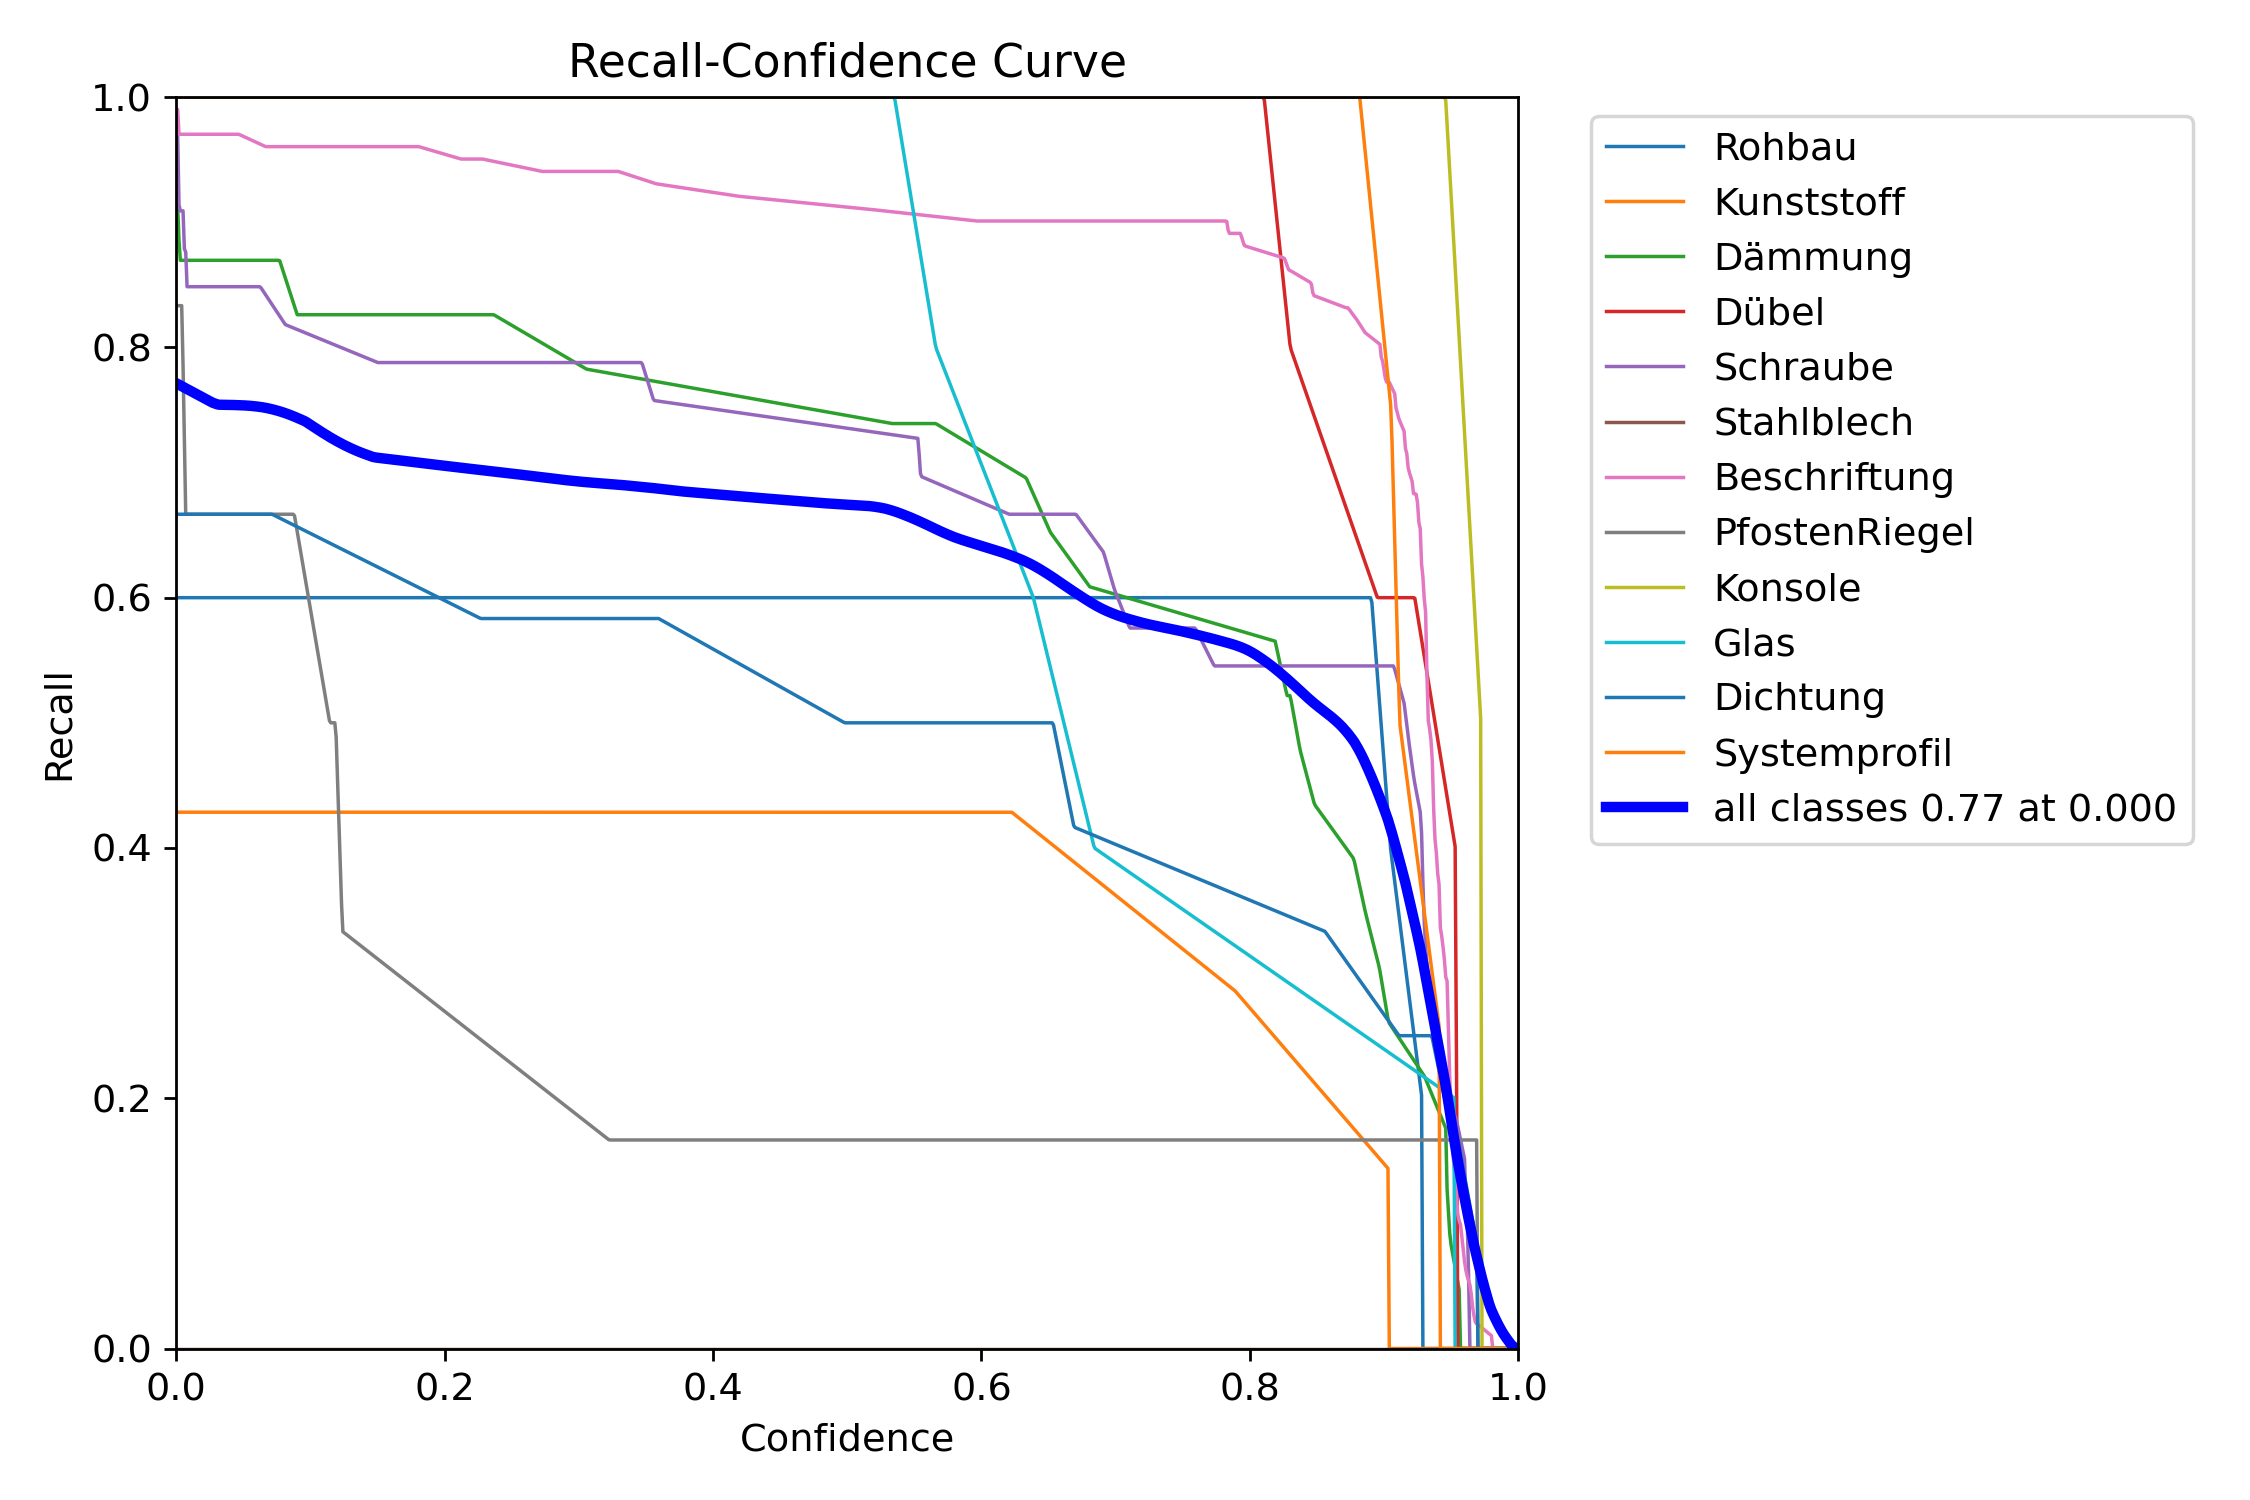 Recall-Confidence Curve
1.0
0.8
0.6
0.4
0.2
0.0
Recall
0.0 0.2 0.4 0.6 0.8 1.0
Confidence
Rohbau
Kunststoff
Dämmung
Dübel
Schraube
Stahlblech
Beschriftung
PfostenRiegel
Konsole
Glas
Dichtung
Systemprofil
all classes 0.77 at 0.000